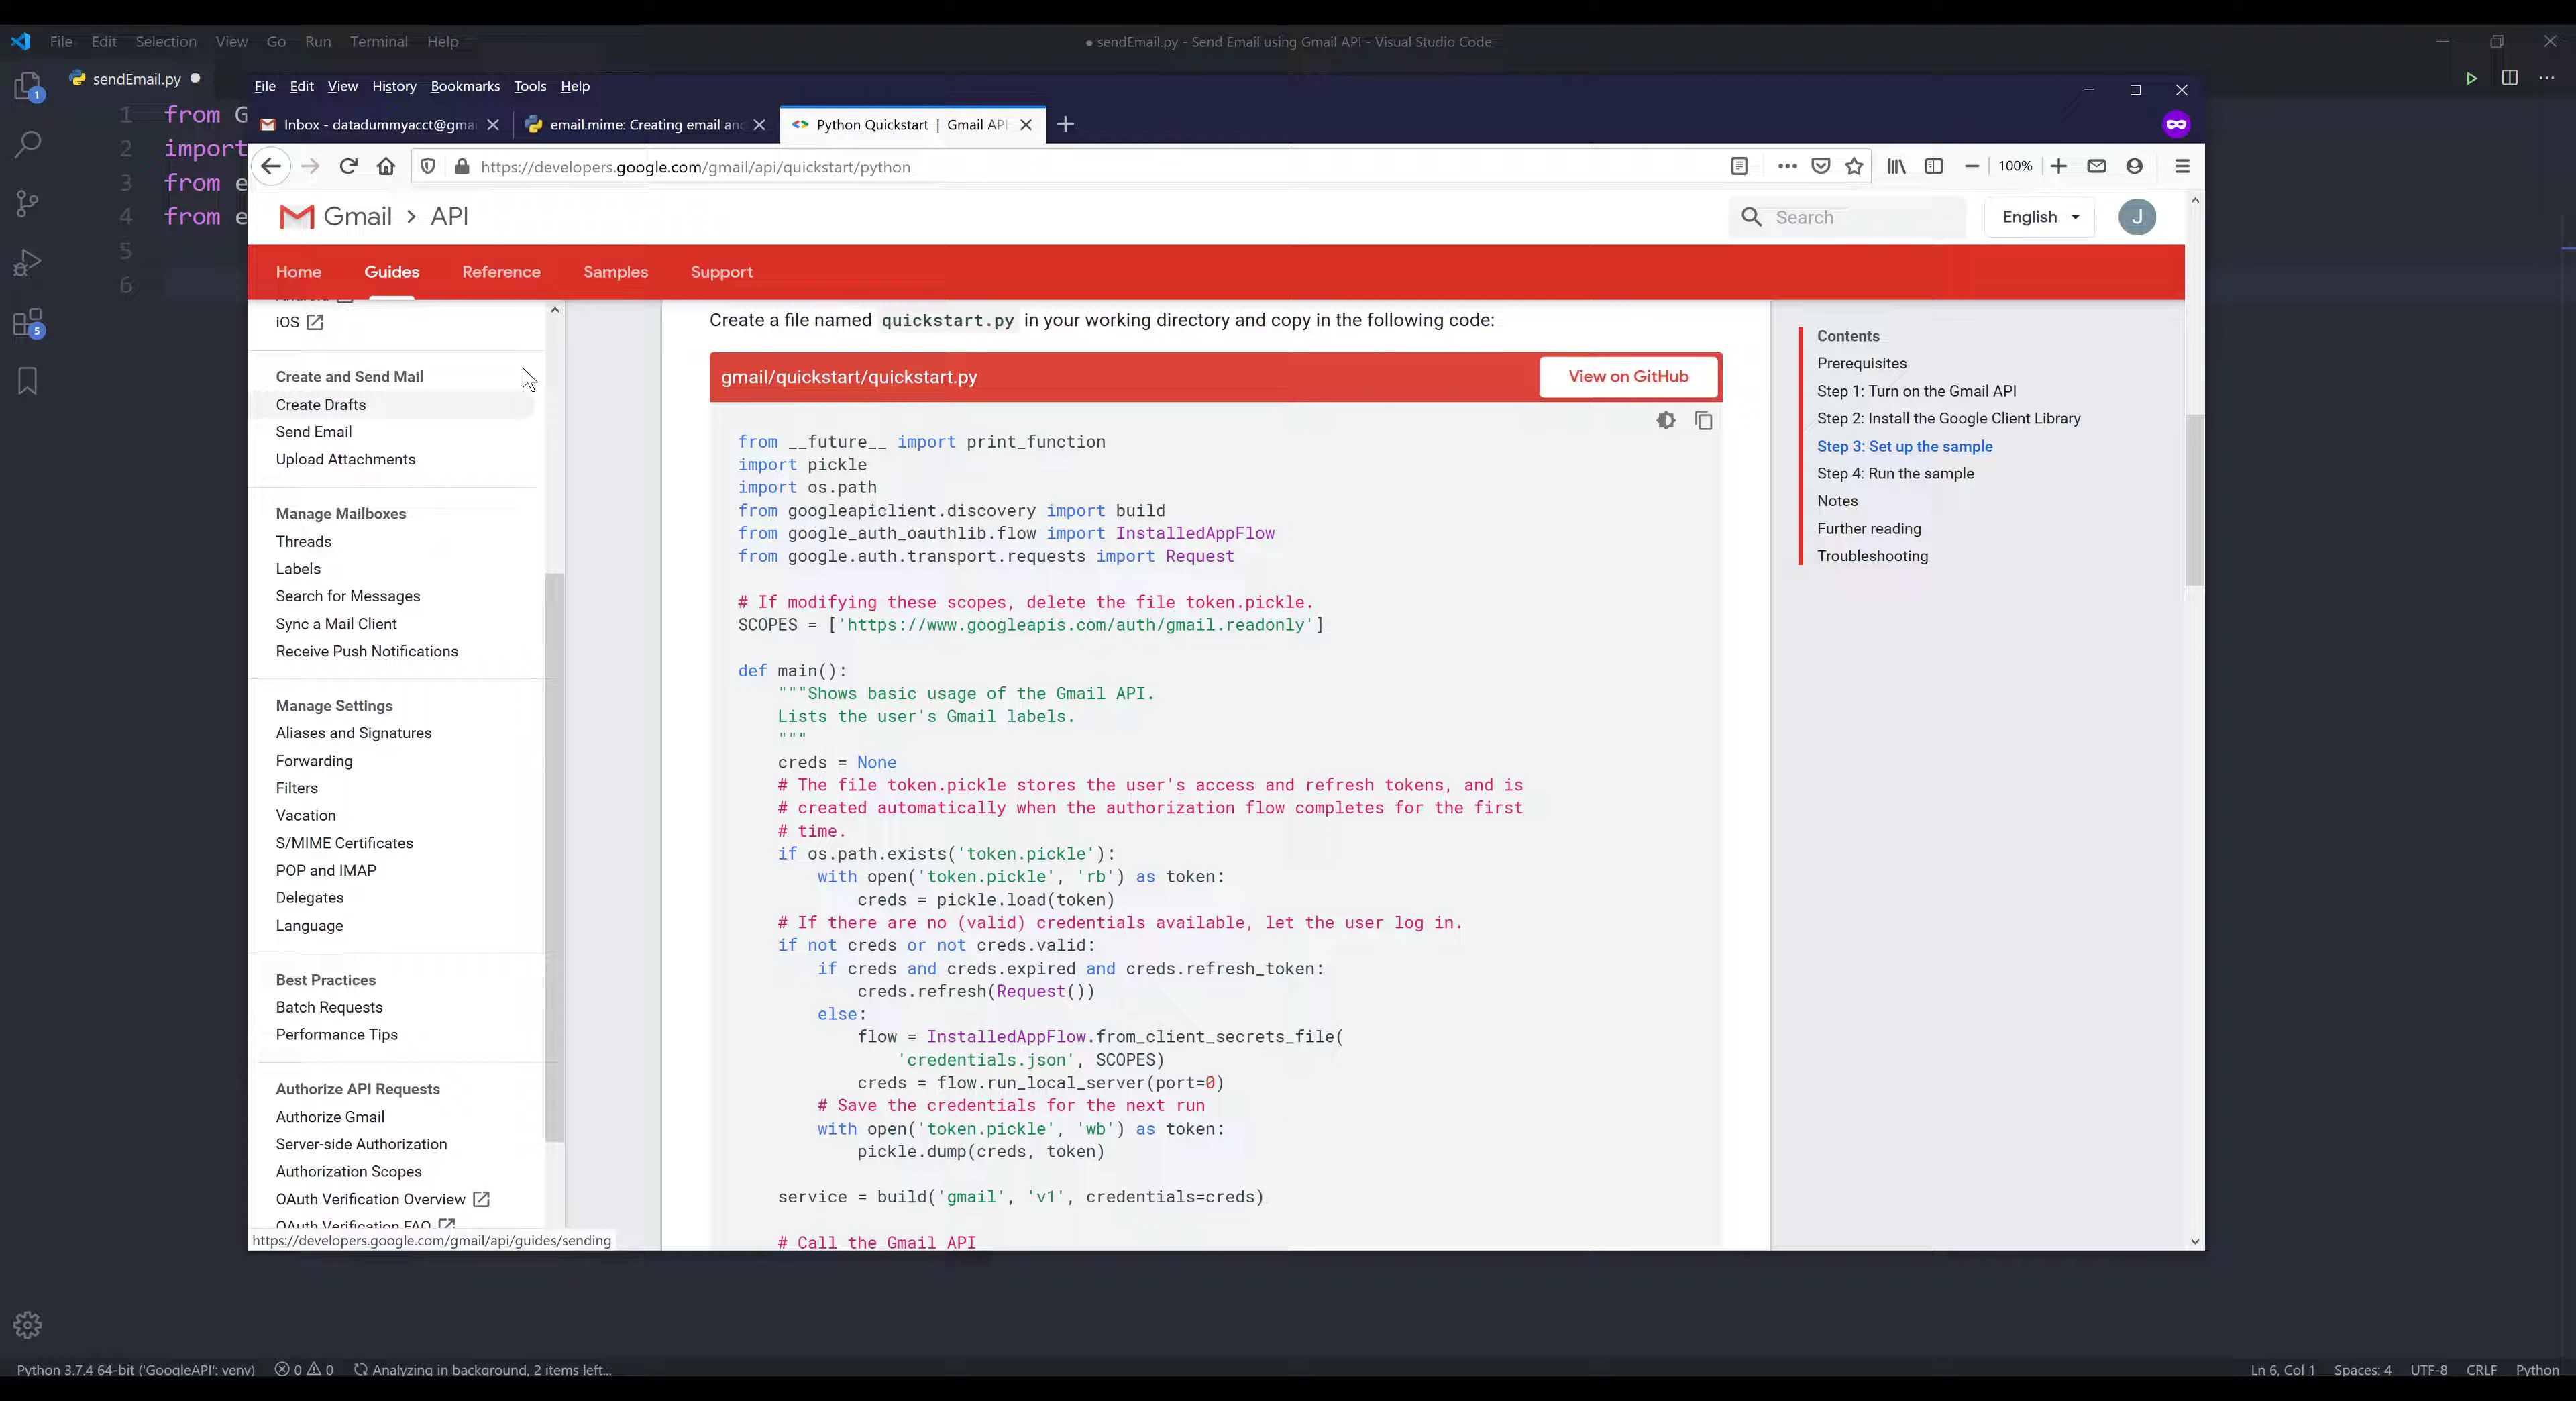 File Edit Selection View Go Run Terminal Help
● sendEmail.py - Send Email using Gmail API - Visual Studio Code
sendEmail.py
1 from G
2 import
3 from e
4 from e
5
6
1
5
File Edit View History Bookmarks Tools Help
Inbox - datadummyacct@gma
email.mime: Creating email an
Python Quickstart | Gmail API
https://developers.google.com/gmail/api/quickstart/python
100%
Gmail > API
Search
English
J
Home Guides Reference Samples Support
iOS
Create and Send Mail
Create Drafts
Send Email
Upload Attachments
Manage Mailboxes
Threads
Labels
Search for Messages
Sync a Mail Client
Receive Push Notifications
Manage Settings
Aliases and Signatures
Forwarding
Filters
Vacation
S/MIME Certificates
POP and IMAP
Delegates
Language
Best Practices
Batch Requests
Performance Tips
Authorize API Requests
Authorize Gmail
Server-side Authorization
Authorization Scopes
OAuth Verification Overview
OAuth Verification FAQ
https://developers.google.com/gmail/api/guides/sending
Create a file named quickstart.py in your working directory and copy in the following code:
gmail/quickstart/quickstart.py
View on GitHub
from __future__ import print_function
import pickle
import os.path
from googleapiclient.discovery import build
from google_auth_oauthlib.flow import InstalledAppFlow
from google.auth.transport.requests import Request
# If modifying these scopes, delete the file token.pickle.
SCOPES = ['https://www.googleapis.com/auth/gmail.readonly']
def main():
"""Shows basic usage of the Gmail API.
Lists the user's Gmail labels.
"""
creds = None
# The file token.pickle stores the user's access and refresh tokens, and is
# created automatically when the authorization flow completes for the first
# time.
if os.path.exists('token.pickle'):
with open('token.pickle', 'rb') as token:
creds = pickle.load(token)
# If there are no (valid) credentials available, let the user log in.
if not creds or not creds.valid:
if creds and creds.expired and creds.refresh_token:
creds.refresh(Request())
else:
flow = InstalledAppFlow.from_client_secrets_file(
'credentials.json', SCOPES)
creds = flow.run_local_server(port=0)
# Save the credentials for the next run
with open('token.pickle', 'wb') as token:
pickle.dump(creds, token)
service = build('gmail', 'v1', credentials=creds)
# Call the Gmail API
Contents
Prerequisites
Step 1: Turn on the Gmail API
Step 2: Install the Google Client Library
Step 3: Set up the sample
Step 4: Run the sample
Notes
Further reading
Troubleshooting
Python 3.7.4 64-bit ('GoogleAPI': venv) 0 0 Analyzing in background, 2 items left...
Ln 6, Col 1 Spaces: 4 UTF-8 CRLF Python